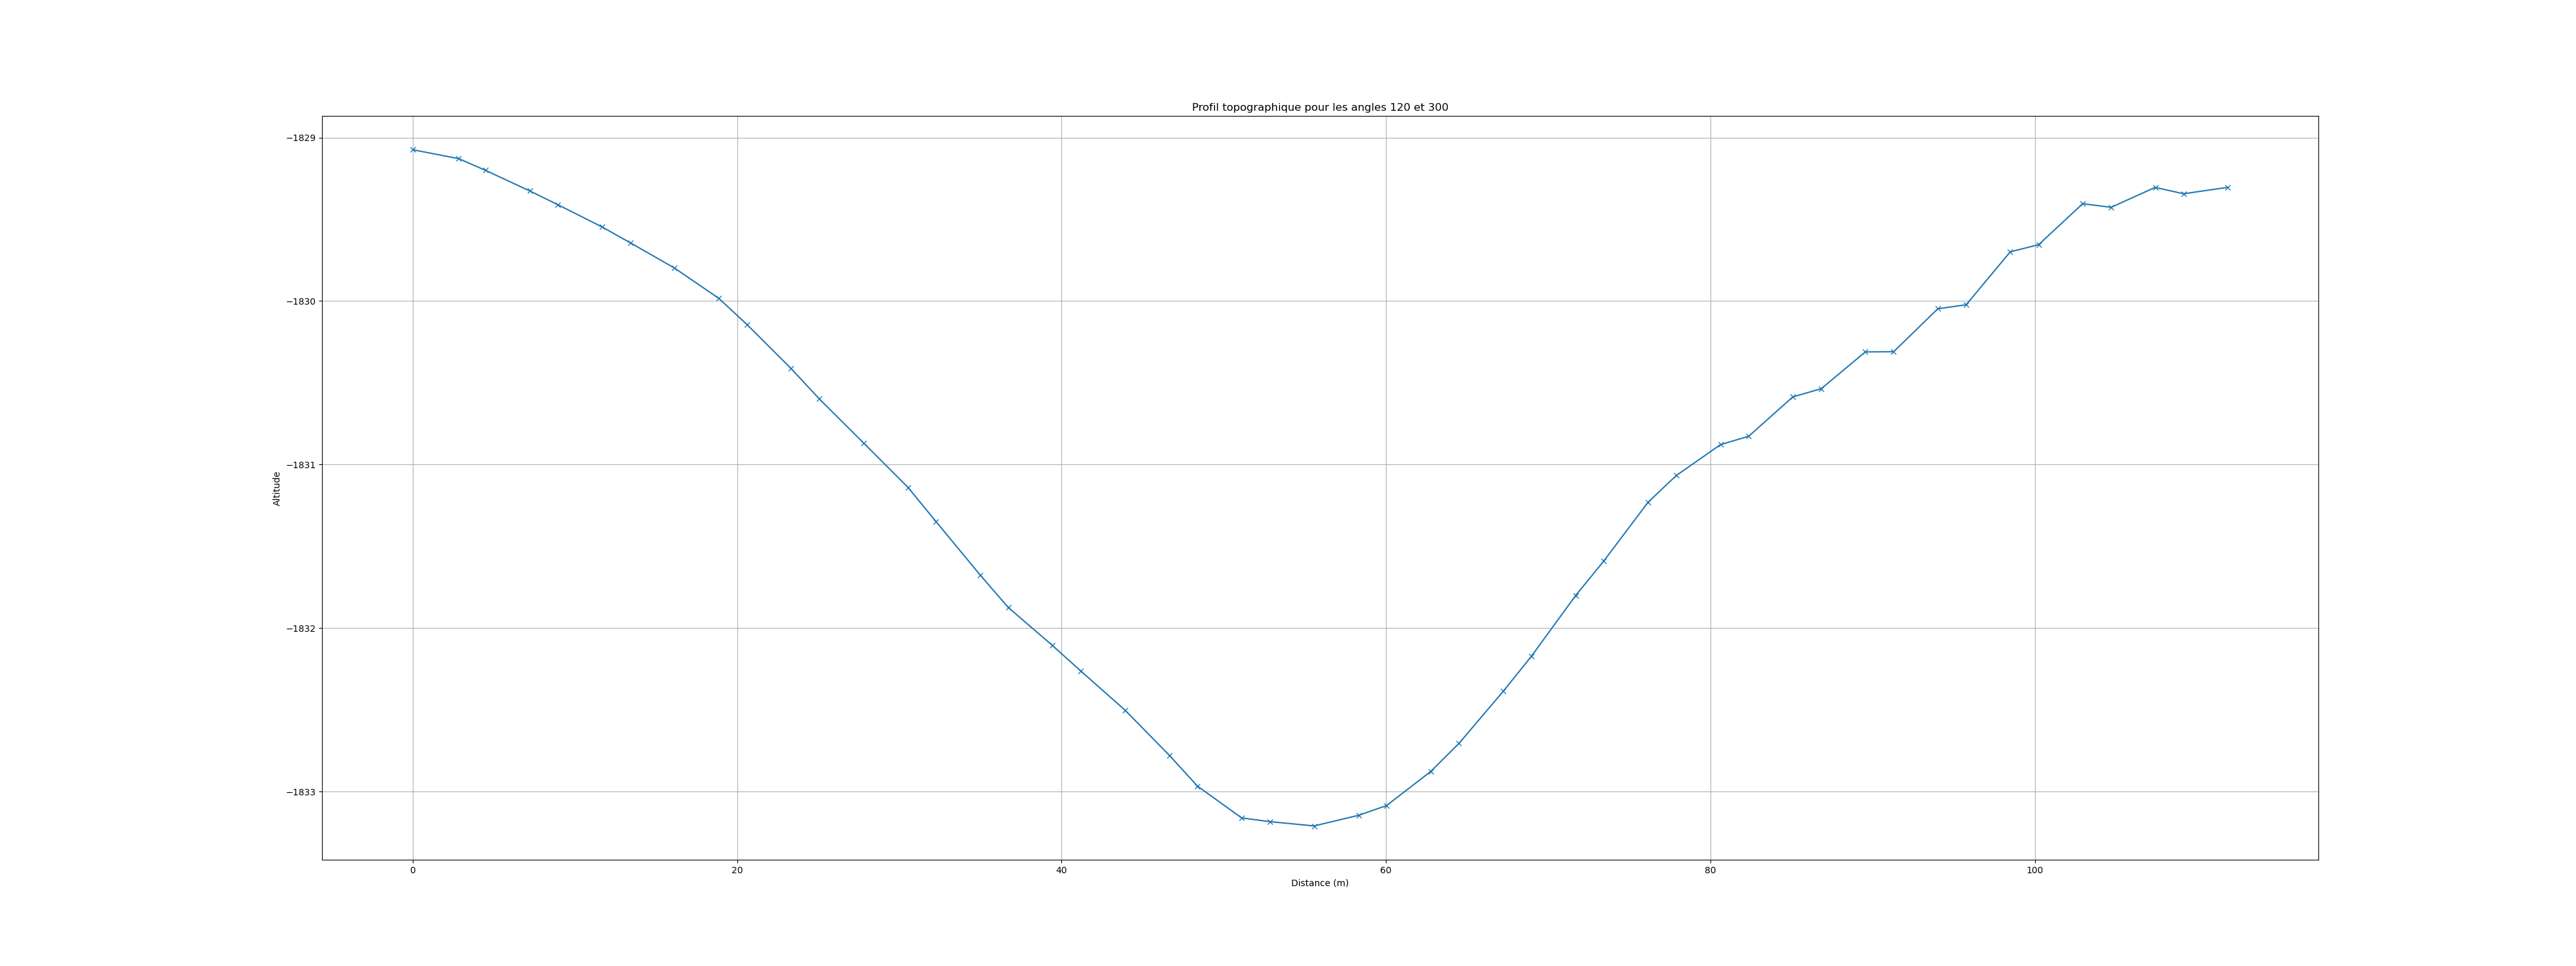 Profil topographique pour les angles 120 et 300
−1829
−1830
−1831
−1832
−1833
Altitude
0 20 40 60 80 100
Distance (m)